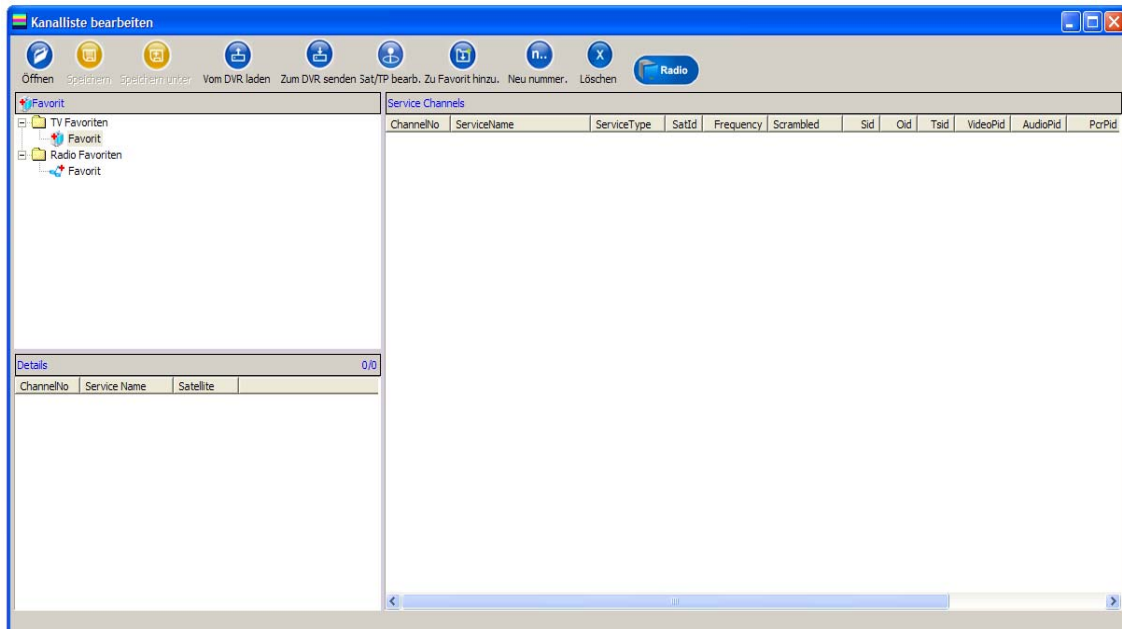 Kanalliste bearbeiten
n.. X
Öffnen Speichern Speichern unter Vom DVR laden Zum DVR senden Sat/TP bearb. Zu Favorit hinzu. Neu nummer. Löschen Radio
Favorit
TV Favoriten
Favorit
Radio Favoriten
Favorit
Details 0/0
ChannelNo Service Name Satellite
Service Channels
ChannelNo ServiceName ServiceType SatId Frequency Scrambled Sid Oid Tsid VideoPid AudioPid PcrPid